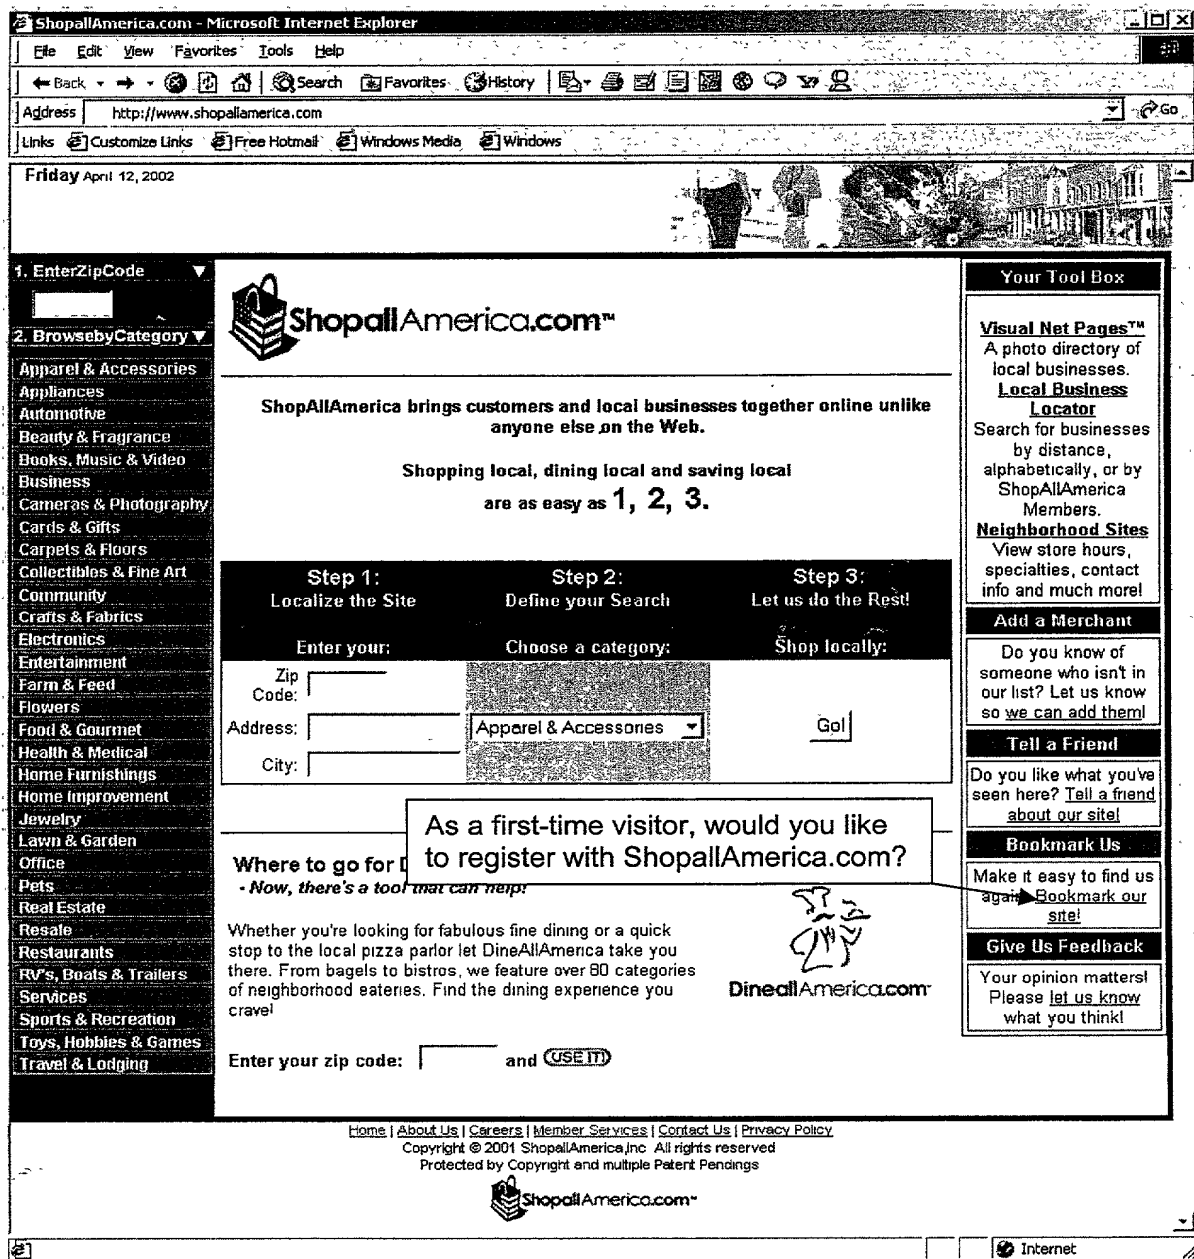 ShopallAmerica.com - Microsoft Internet Explorer
File Edit View Favorites Tools Help
Back Search Favorites History
Address http://www.shopallamerica.com Go
Links Customize Links Free Hotmail Windows Media Windows
Friday April 12, 2002
1. EnterZipCode
2. BrowsebyCategory
Apparel & Accessories
Appliances
Automotive
Beauty & Fragrance
Books, Music & Video
Business
Cameras & Photography
Cards & Gifts
Carpets & Floors
Collectibles & Fine Art
Community
Crafts & Fabrics
Electronics
Entertainment
Farm & Feed
Flowers
Food & Gourmet
Health & Medical
Home Furnishings
Home Improvement
Jewelry
Lawn & Garden
Office
Pets
Real Estate
Resale
Restaurants
RV's, Boats & Trailers
Services
Sports & Recreation
Toys, Hobbies & Games
Travel & Lodging
ShopallAmerica.com™
ShopAllAmerica brings customers and local businesses together online unlike
anyone else on the Web.
Shopping local, dining local and saving local
are as easy as 1, 2, 3.
Step 1: Step 2: Step 3:
Localize the Site Define your Search Let us do the Rest!
Enter your: Choose a category: Shop locally:
Zip
Code:
Address: Apparel & Accessories Go!
City:
As a first-time visitor, would you like
to register with ShopallAmerica.com?
Where to go for
- Now, there's a tool that can help!
Whether you're looking for fabulous fine dining or a quick
stop to the local pizza parlor let DineAllAmerica take you
there. From bagels to bistros, we feature over 80 categories
of neighborhood eateries. Find the dining experience you
crave!
DineallAmerica.com
Enter your zip code: and USE IT!
Your Tool Box
Visual Net Pages™
A photo directory of
local businesses.
Local Business
Locator
Search for businesses
by distance,
alphabetically, or by
ShopAllAmerica
Members.
Neighborhood Sites
View store hours,
specialties, contact
info and much more!
Add a Merchant
Do you know of
someone who isn't in
our list? Let us know
so we can add them!
Tell a Friend
Do you like what you've
seen here? Tell a friend
about our site!
Bookmark Us
Make it easy to find us
again. Bookmark our
site!
Give Us Feedback
Your opinion matters!
Please let us know
what you think!
Home | About Us | Careers | Member Services | Contact Us | Privacy Policy
Copyright © 2001 ShopallAmerica,Inc All rights reserved
Protected by Copyright and multiple Patent Pendings
ShopallAmerica.com
Internet